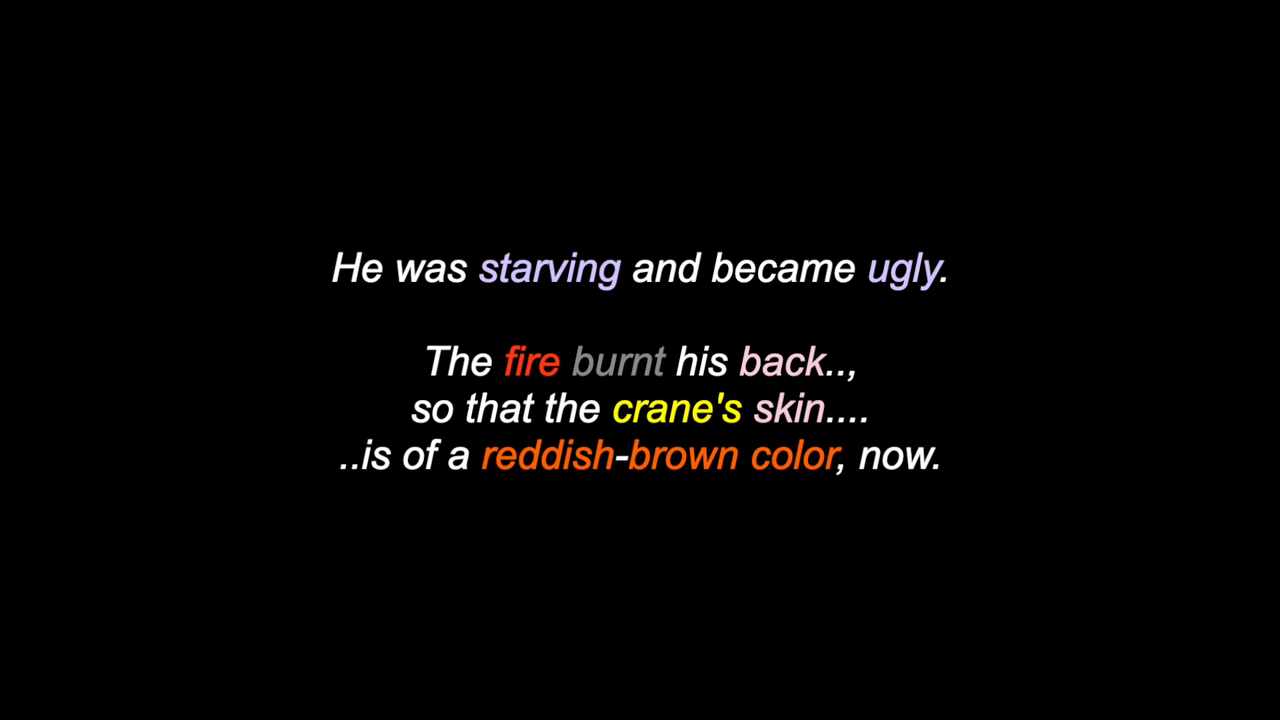 He was starving and became ugly.
The fire burnt his back..,
so that the crane's skin....
..is of a reddish-brown color, now.